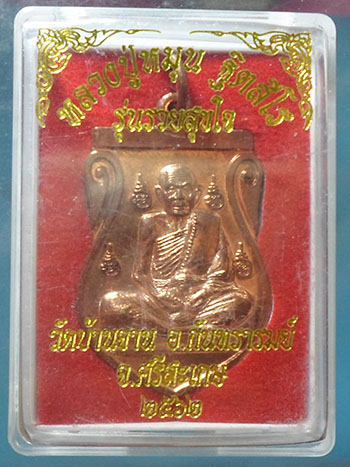 หลวงปู่หมุน ฐิตสีโร
รุ่นรวยสุขใจ
วัดบ้านจาน อ.กันทรารมย์
จ.ศรีสะเกษ
๒๕๖๒